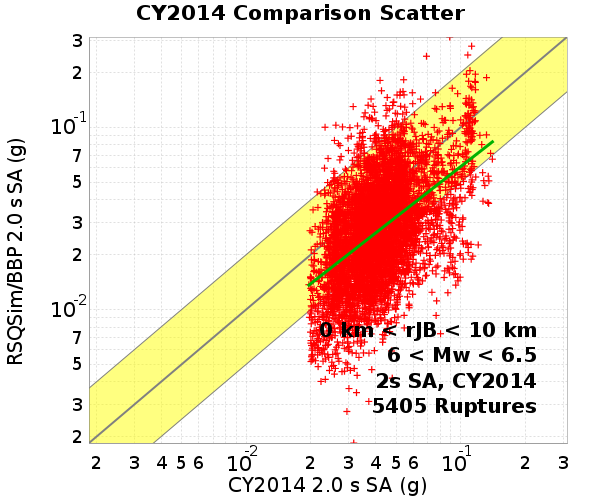 CY2014 Comparison Scatter
RSQSim/BBP 2.0 s SA (g)
3
2
10-1
7
5
3
2
10-2
7
5
3
2
0 km < rJB < 10 km
6 < Mw < 6.5
2s SA, CY2014
5405 Ruptures
2 3 4 5 6 10-2 2 3 4 5 6 10-1 2 3
CY2014 2.0 s SA (g)